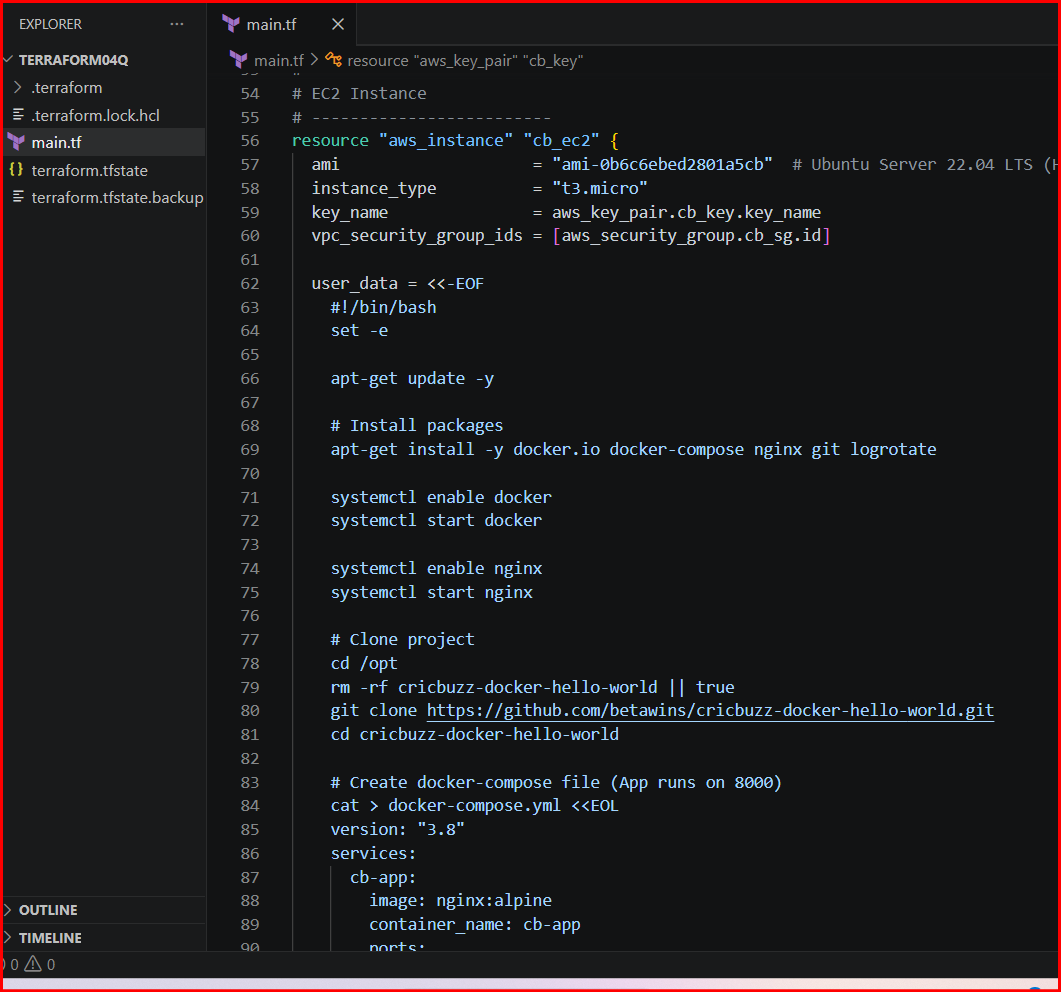 EXPLORER
TERRAFORM04Q
.terraform
.terraform.lock.hcl
main.tf
terraform.tfstate
terraform.tfstate.backup
OUTLINE
TIMELINE
0 0
main.tf
main.tf > resource "aws_key_pair" "cb_key"
54 # EC2 Instance
55 # -------------------------
56 resource "aws_instance" "cb_ec2" {
57   ami                    = "ami-0b6c6ebed2801a5cb"  # Ubuntu Server 22.04 LTS (H
58   instance_type          = "t3.micro"
59   key_name               = aws_key_pair.cb_key.key_name
60   vpc_security_group_ids = [aws_security_group.cb_sg.id]
61
62   user_data = <<-EOF
63     #!/bin/bash
64     set -e
65
66     apt-get update -y
67
68     # Install packages
69     apt-get install -y docker.io docker-compose nginx git logrotate
70
71     systemctl enable docker
72     systemctl start docker
73
74     systemctl enable nginx
75     systemctl start nginx
76
77     # Clone project
78     cd /opt
79     rm -rf cricbuzz-docker-hello-world || true
80     git clone https://github.com/betawins/cricbuzz-docker-hello-world.git
81     cd cricbuzz-docker-hello-world
82
83     # Create docker-compose file (App runs on 8000)
84     cat > docker-compose.yml <<EOL
85     version: "3.8"
86     services:
87       cb-app:
88         image: nginx:alpine
89         container_name: cb-app
90         ports: